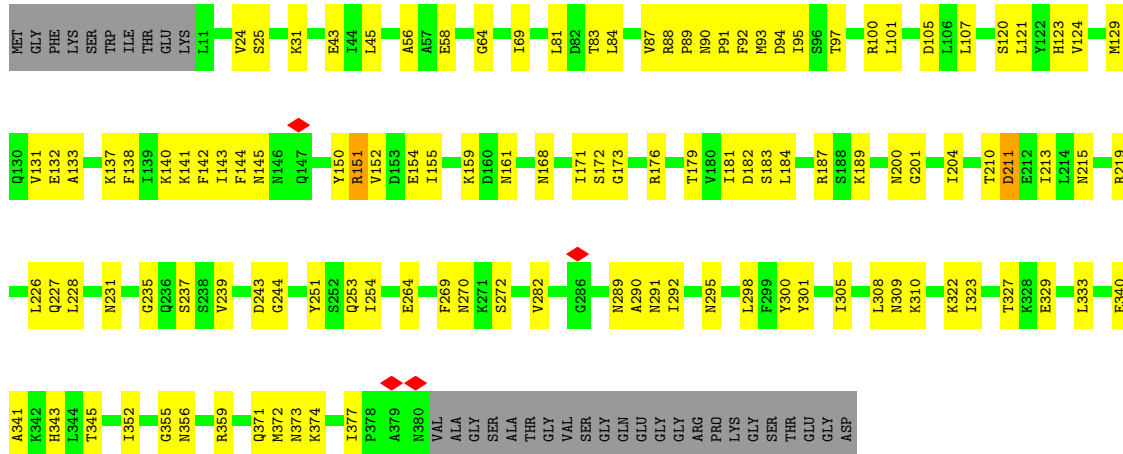 MET GLY PHE LYS SER TRP ILE THR GLU LYS L11 V24 S25 K31 E43 I44 L45 A56 A57 E58 G64 I69 L81 D82 T83 L84 V87 R88 P89 N90 P91 F92 M93 D94 I95 S96 T97 R100 L101 D105 L106 L107 S120 L121 Y122 H123 V124 M129
Q130 V131 E132 A133 K137 F138 I139 K140 K141 F142 I143 F144 N145 N146 Q147 Y150 R151 V152 D153 E154 I155 K159 D160 N161 N168 I171 S172 G173 R176 T179 V180 I181 D182 S183 L184 R187 S188 K189 N200 G201 I204 T210 D211 E212 I213 L214 N215 R219
L226 Q227 L228 N231 G235 Q236 S237 S238 V239 D243 G244 Y251 S252 Q253 I254 E264 F269 N270 K271 S272 V282 G286 N289 A290 N291 I292 N295 L298 F299 Y300 Y301 I305 L308 N309 K310 K322 I323 T327 K328 E329 L333 E340
A341 K342 H343 L344 T345 I352 G355 N356 R359 Q371 M372 N373 K374 I377 P378 A379 N380 VAL ALA GLY SER ALA THR GLY VAL SER GLY GLN GLU GLY GLY ARG PRO LYS GLY SER THR GLU GLY ASP